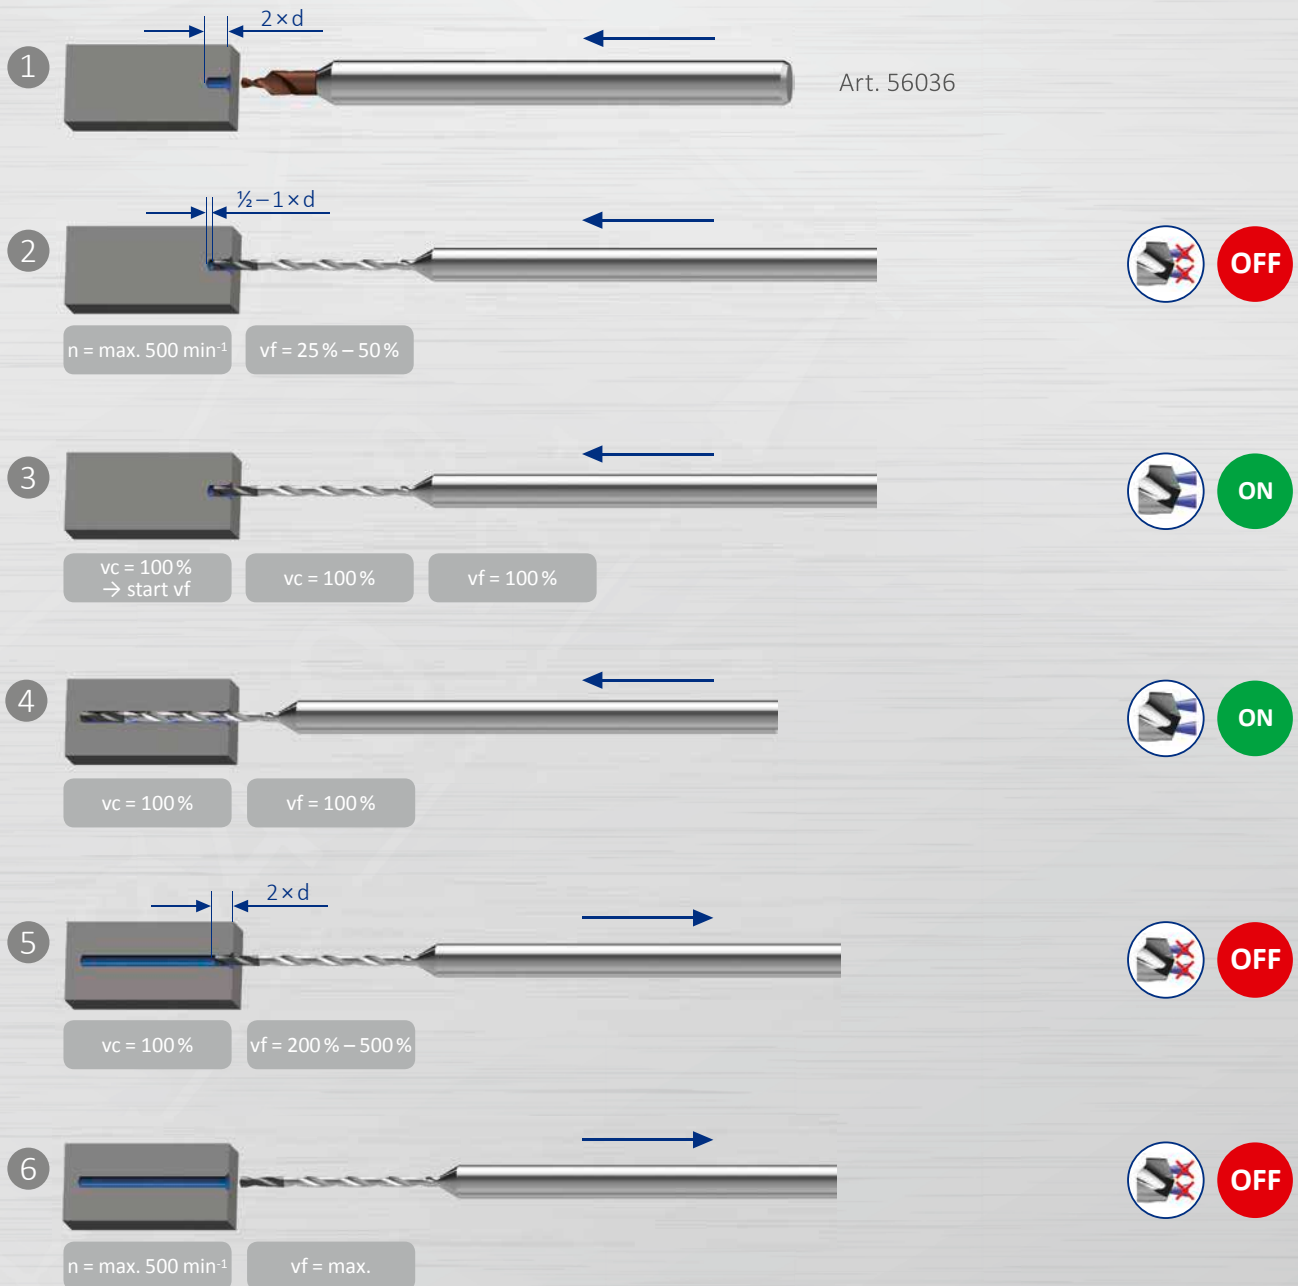 2 × d
1
Art. 56036
½ – 1 × d
2
OFF
n = max. 500 min⁻¹
vf = 25 % – 50 %
3
ON
vc = 100 %
→ start vf
vc = 100 %
vf = 100 %
4
ON
vc = 100 %
vf = 100 %
2 × d
5
OFF
vc = 100 %
vf = 200 % – 500 %
6
OFF
n = max. 500 min⁻¹
vf = max.